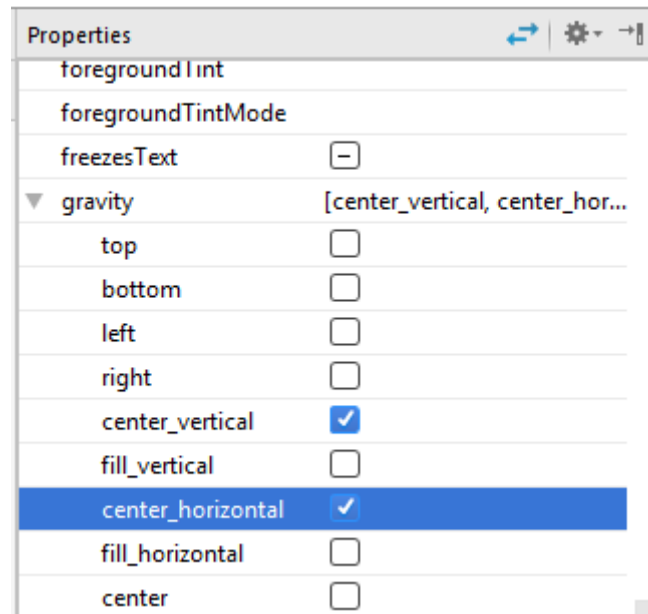 Properties
foregroundTint
foregroundTintMode
freezesText
gravity [center_vertical, center_hor...
top
bottom
left
right
center_vertical
fill_vertical
center_horizontal
fill_horizontal
center